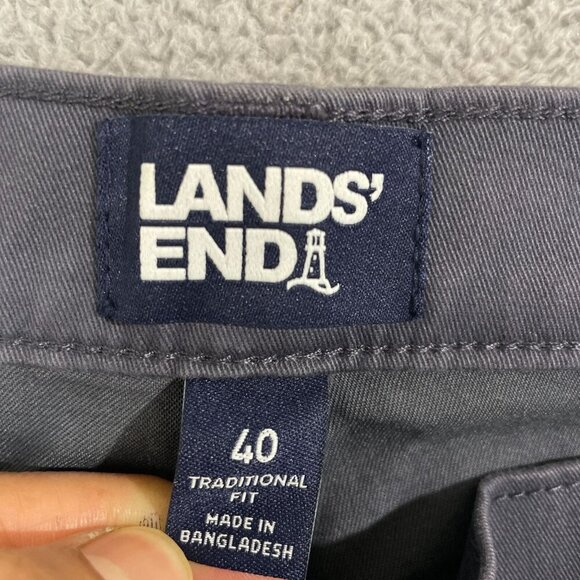 LANDS'
END
40
TRADITIONAL
FIT
MADE IN
BANGLADESH